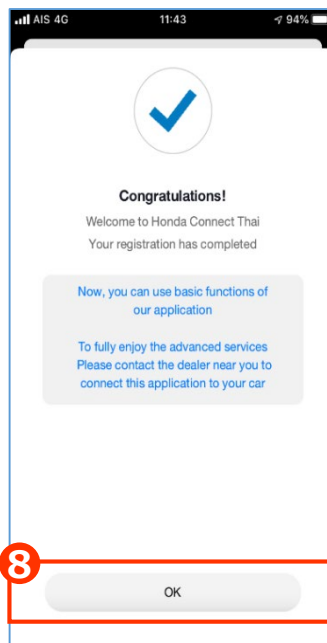 AIS 4G 11:43 94%
Congratulations!
Welcome to Honda Connect Thai
Your registration has completed
Now, you can use basic functions of
our application
To fully enjoy the advanced services
Please contact the dealer near you to
connect this application to your car
8
OK